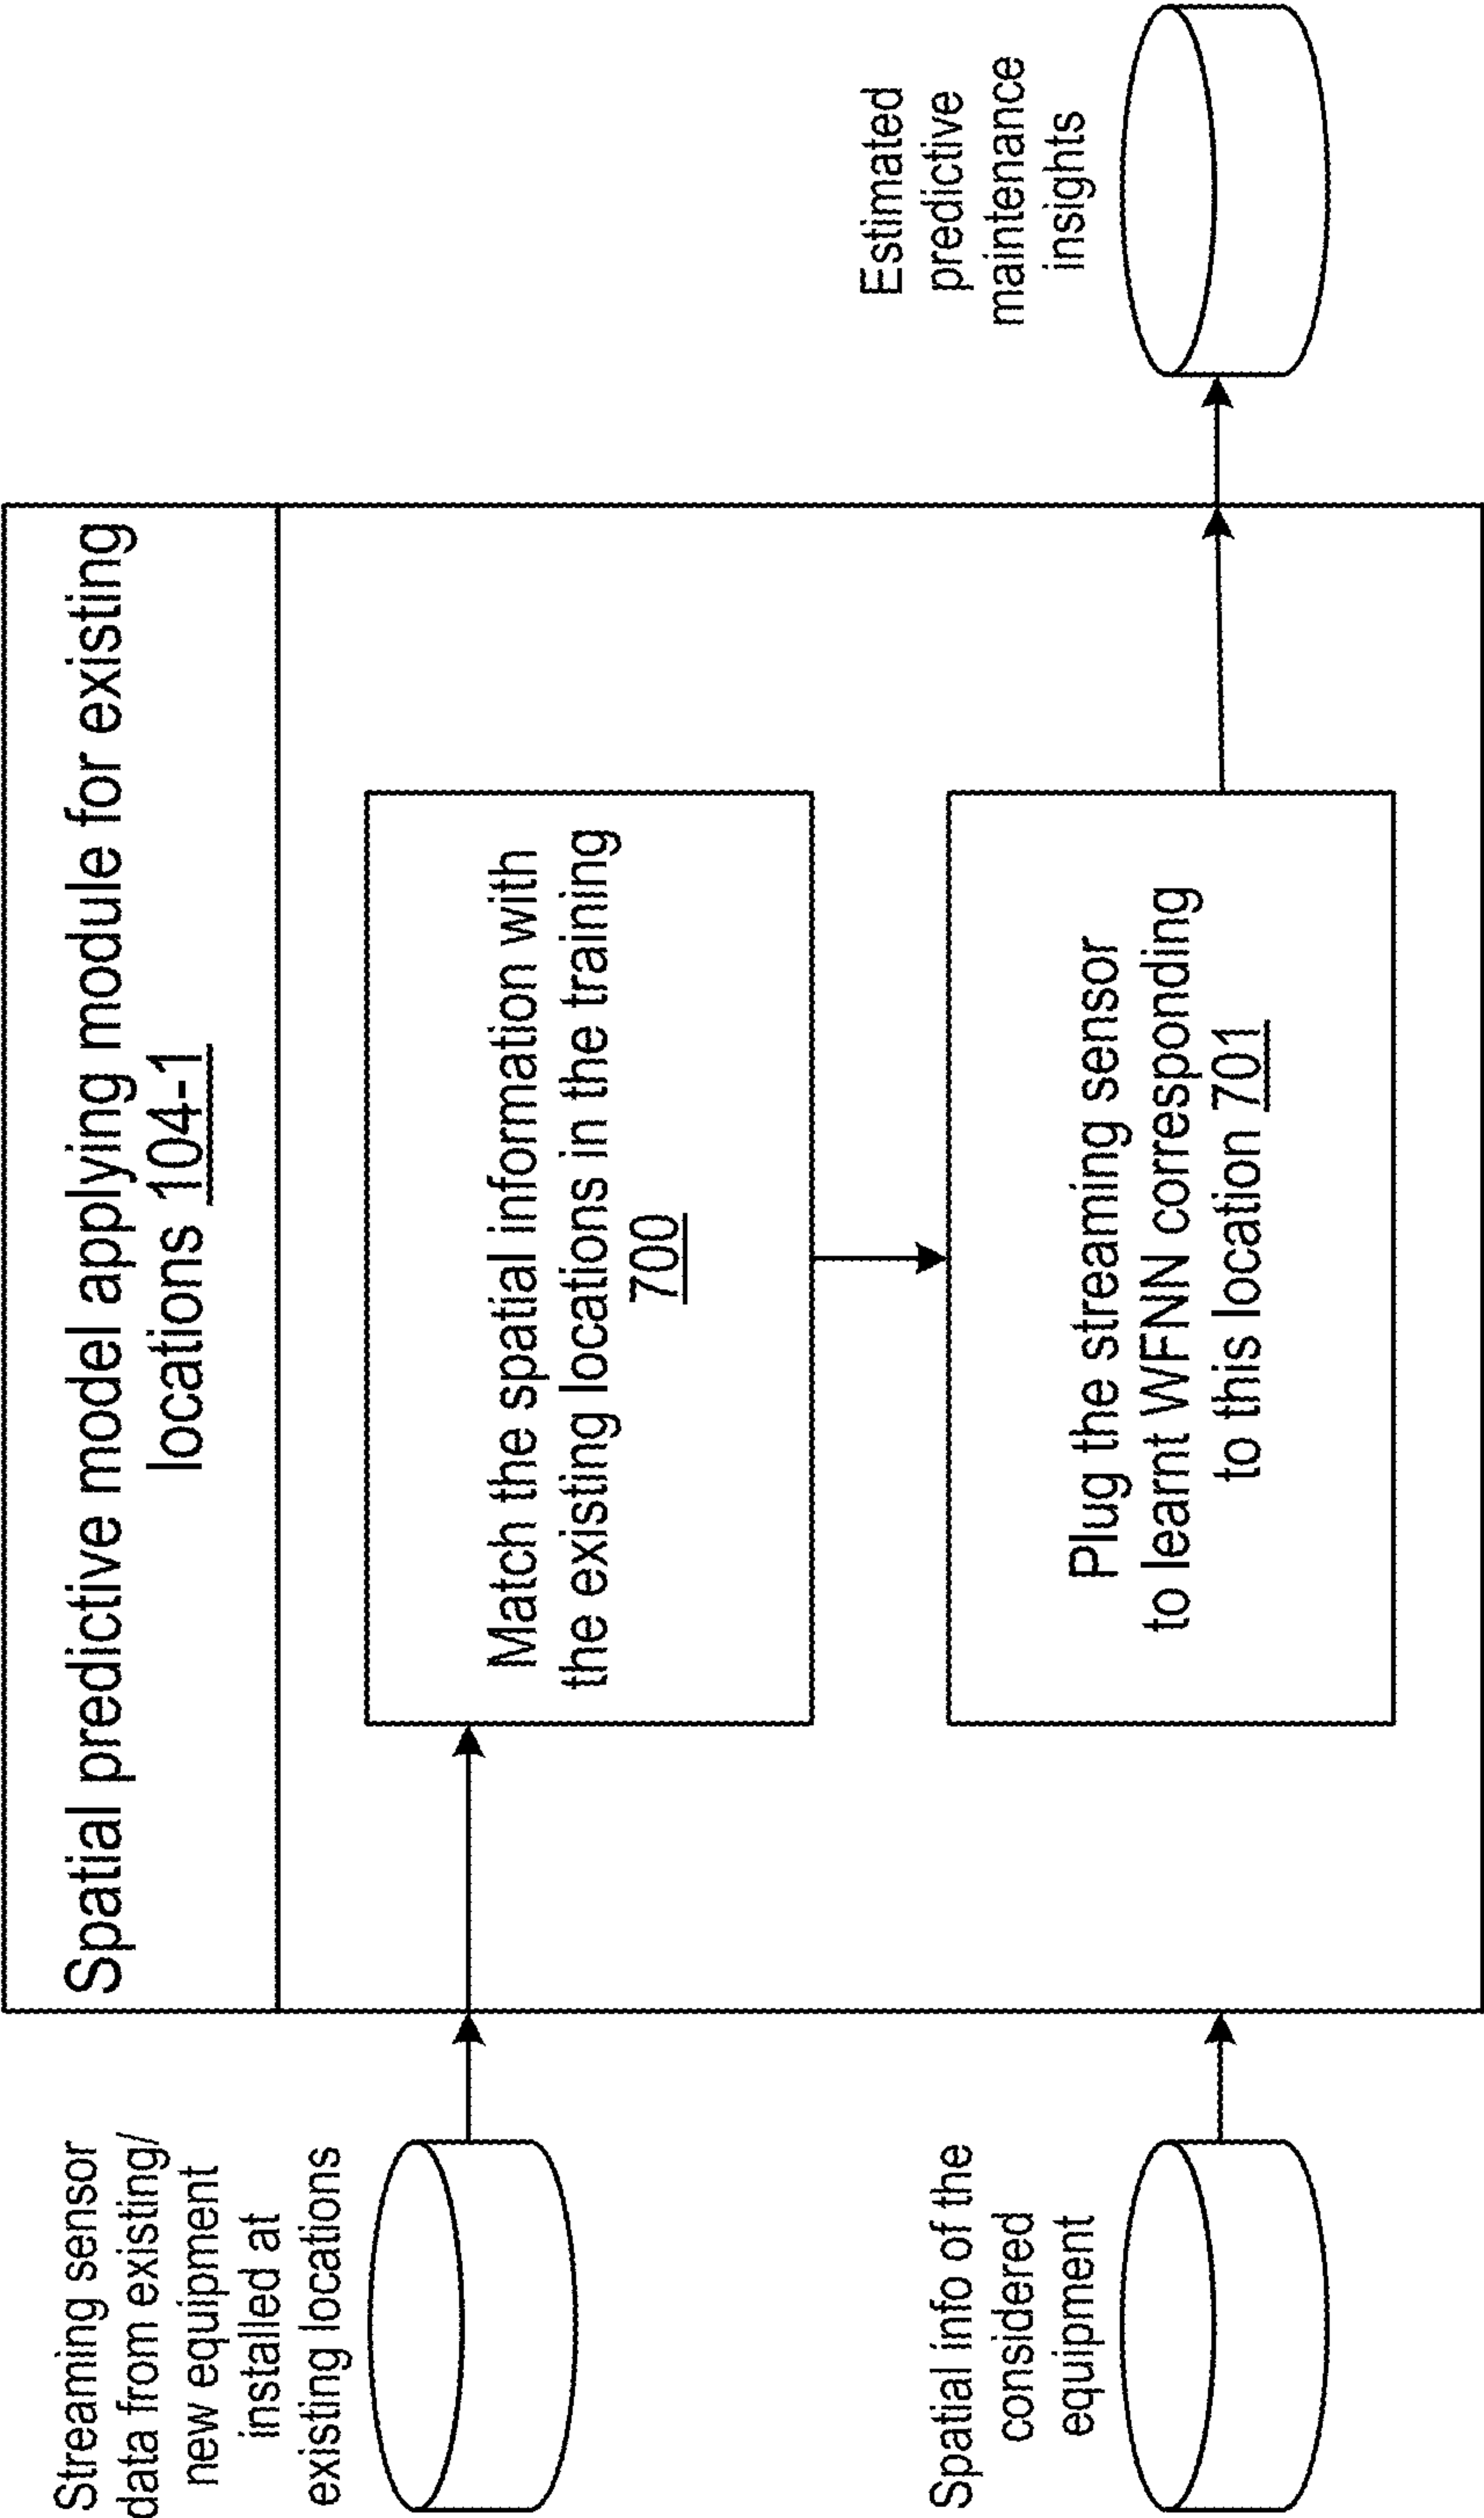 Spatial predictive model applying module for existing
locations 104-1
Streaming sensor
data from existing/
new equipment
installed at
existing locations
Match the spatial information with
the existing locations in the training
700
Spatial info of the
considered
equipment
Plug the streaming sensor
to learnt WFNN corresponding
to this location 701
Estimated
predictive
maintenance
insights